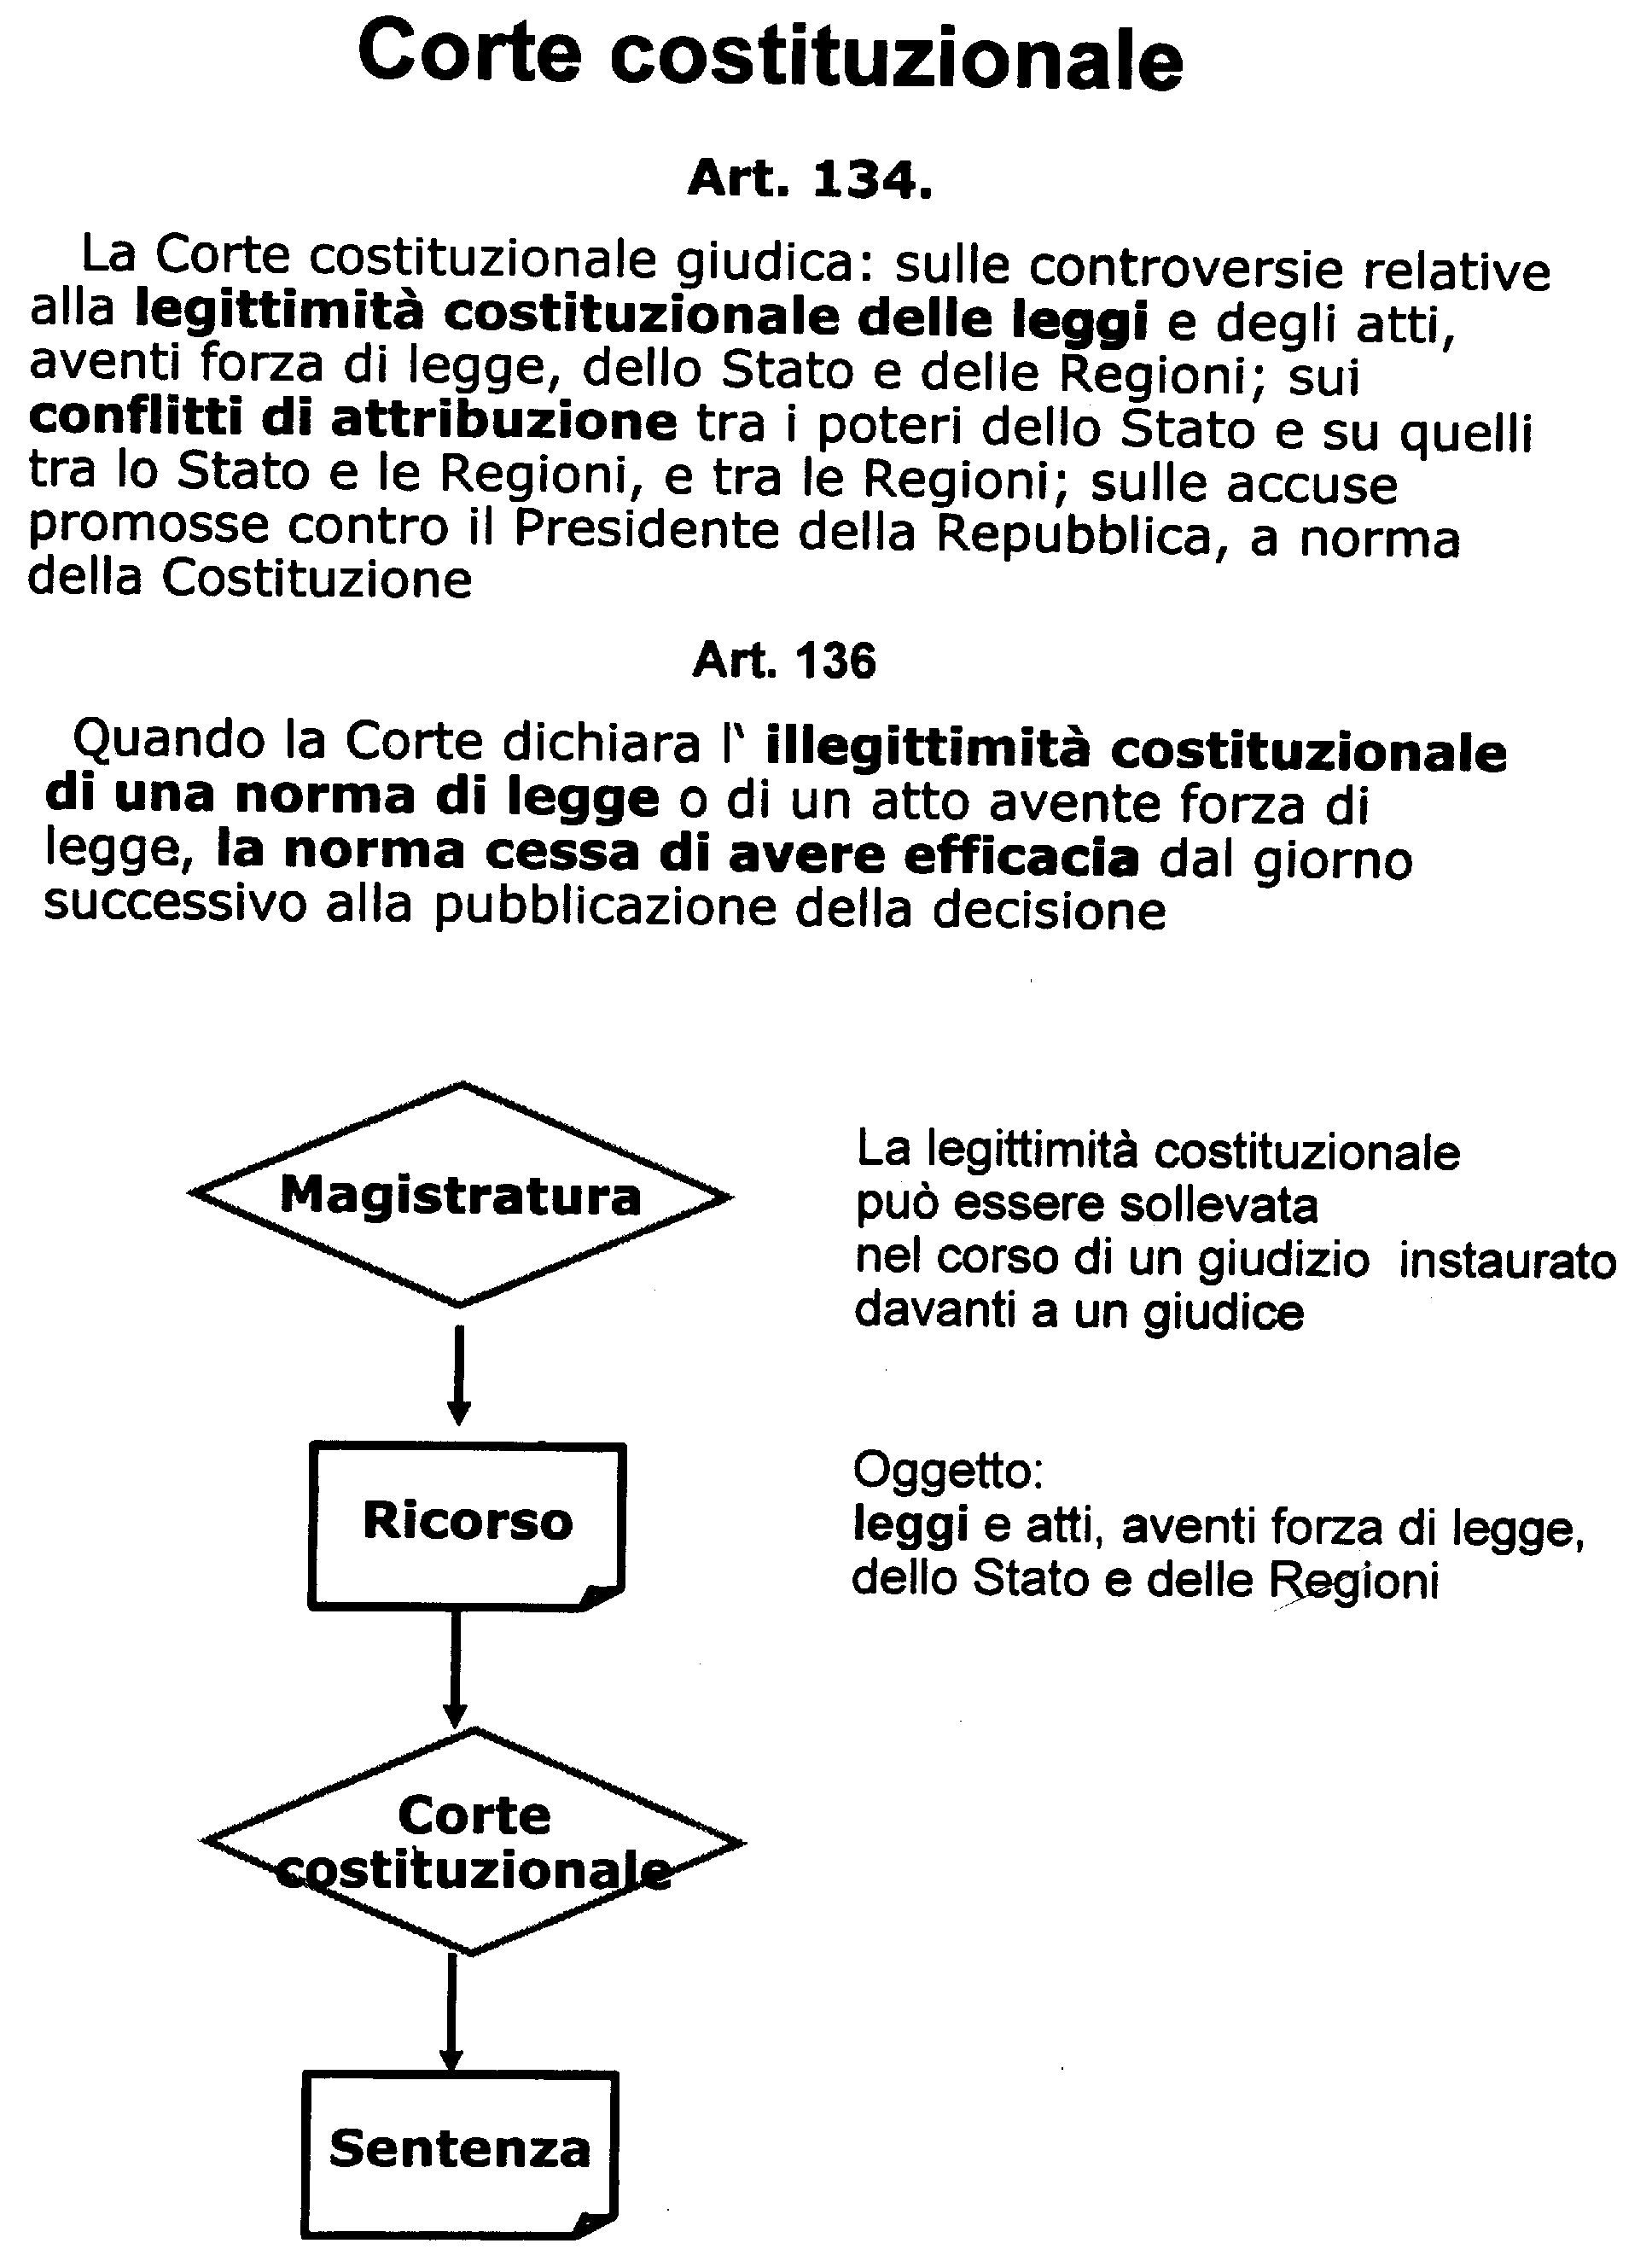 Corte costituzionale
Art. 134.
La Corte costituzionale giudica: sulle controversie relative
alla legittimità costituzionale delle leggi e degli atti,
aventi forza di legge, dello Stato e delle Regioni; sui
conflitti di attribuzione tra i poteri dello Stato e su quelli
tra lo Stato e le Regioni, e tra le Regioni; sulle accuse
promosse contro il Presidente della Repubblica, a norma
della Costituzione
Art. 136
Quando la Corte dichiara l‛ illegittimità costituzionale
di una norma di legge o di un atto avente forza di
legge, la norma cessa di avere efficacia dal giorno
successivo alla pubblicazione della decisione
Magistratura
La legittimità costituzionale
può essere sollevata
nel corso di un giudizio instaurato
davanti a un giudice
Ricorso
Oggetto:
leggi e atti, aventi forza di legge,
dello Stato e delle Regioni
Corte
costituzionale
Sentenza